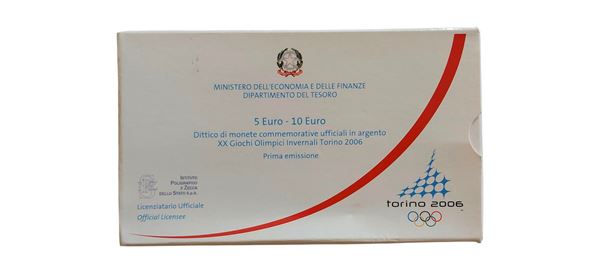 MINISTERO DELL'ECONOMIA E DELLE FINANZE
DIPARTIMENTO DEL TESORO
5 Euro - 10 Euro
Dittico di monete commemorative ufficiali in argento
XX Giochi Olimpici Invernali Torino 2006
Prima emissione
ISTITUTO
POLIGRAFICO
E ZECCA
DELLO STATO S.p.A.
Licenziatario Ufficiale
Official Licensee
torino 2006